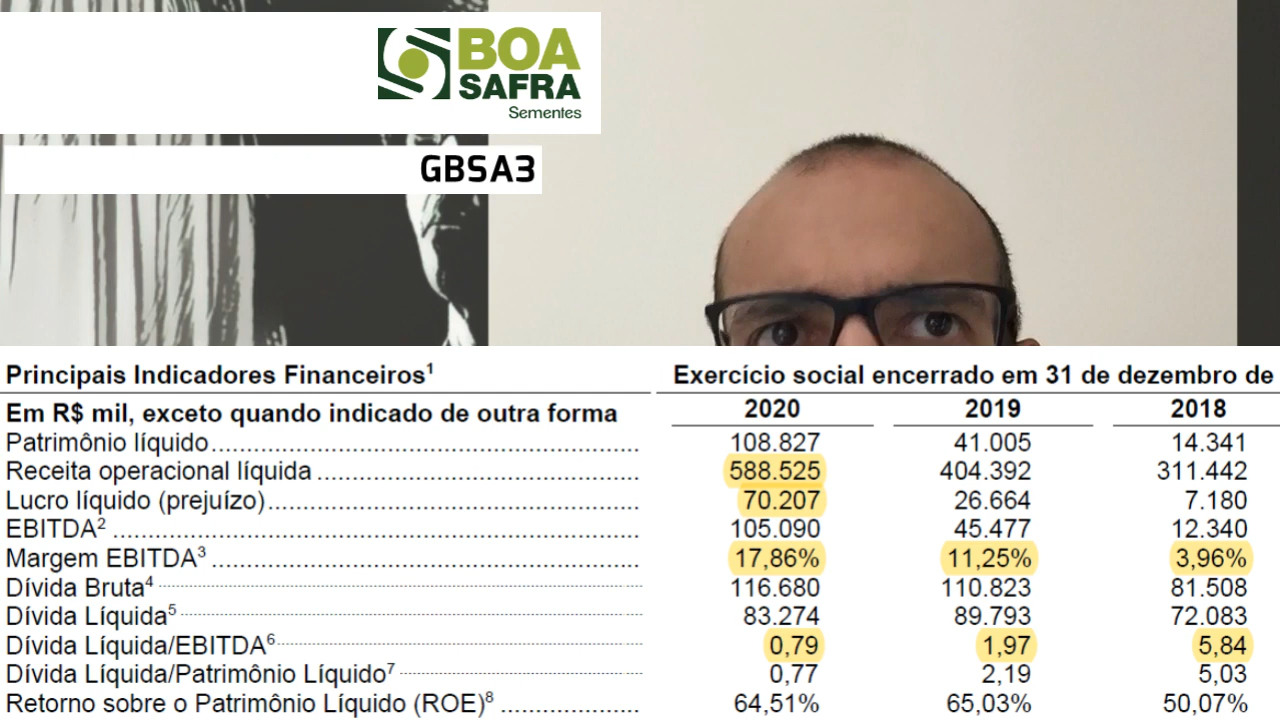 BOA
SAFRA
Sementes
GBSA3
Principais Indicadores Financeiros¹ Exercício social encerrado em 31 de dezembro de
Em R$ mil, exceto quando indicado de outra forma 2020 2019 2018
Patrimônio líquido 108.827 41.005 14.341
Receita operacional líquida 588.525 404.392 311.442
Lucro líquido (prejuízo) 70.207 26.664 7.180
EBITDA² 105.090 45.477 12.340
Margem EBITDA³ 17,86% 11,25% 3,96%
Dívida Bruta⁴ 116.680 110.823 81.508
Dívida Líquida⁵ 83.274 89.793 72.083
Dívida Líquida/EBITDA⁶ 0,79 1,97 5,84
Dívida Líquida/Patrimônio Líquido⁷ 0,77 2,19 5,03
Retorno sobre o Patrimônio Líquido (ROE)⁸ 64,51% 65,03% 50,07%